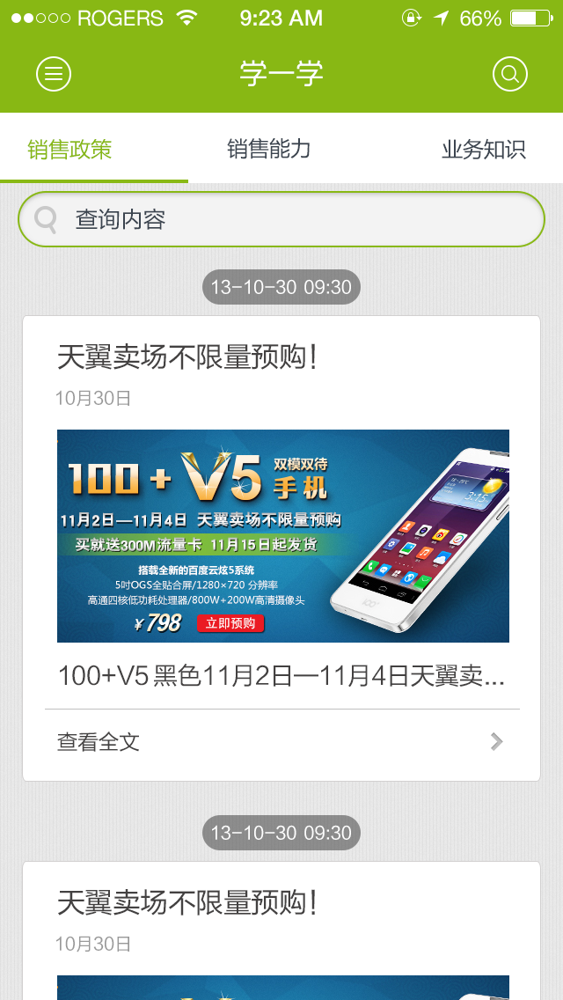 ROGERS 9:23 AM 66%
学一学
销售政策 销售能力 业务知识
查询内容
13-10-30 09:30
天翼卖场不限量预购！
10月30日
100+V5 双模双待
手机
11月2日—11月4日 天翼卖场不限量预购
买就送300M流量卡 11月15日起发货
搭载全新的百度云炫5系统
5吋OGS全贴合屏/1280×720 分辨率
高通四核低功耗处理器/800W+200W高清摄像头
¥798 立即预购
100+V5 黑色11月2日—11月4日天翼卖...
查看全文
13-10-30 09:30
天翼卖场不限量预购！
10月30日